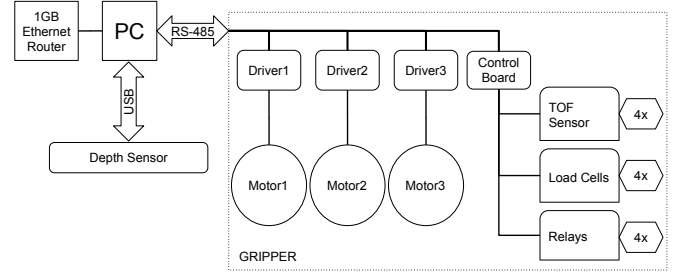 1GB
Ethernet
Router
PC
RS-485
USB
Depth Sensor
Driver1
Driver2
Driver3
Control
Board
Motor1
Motor2
Motor3
TOF
Sensor
4x
Load Cells
4x
Relays
4x
GRIPPER